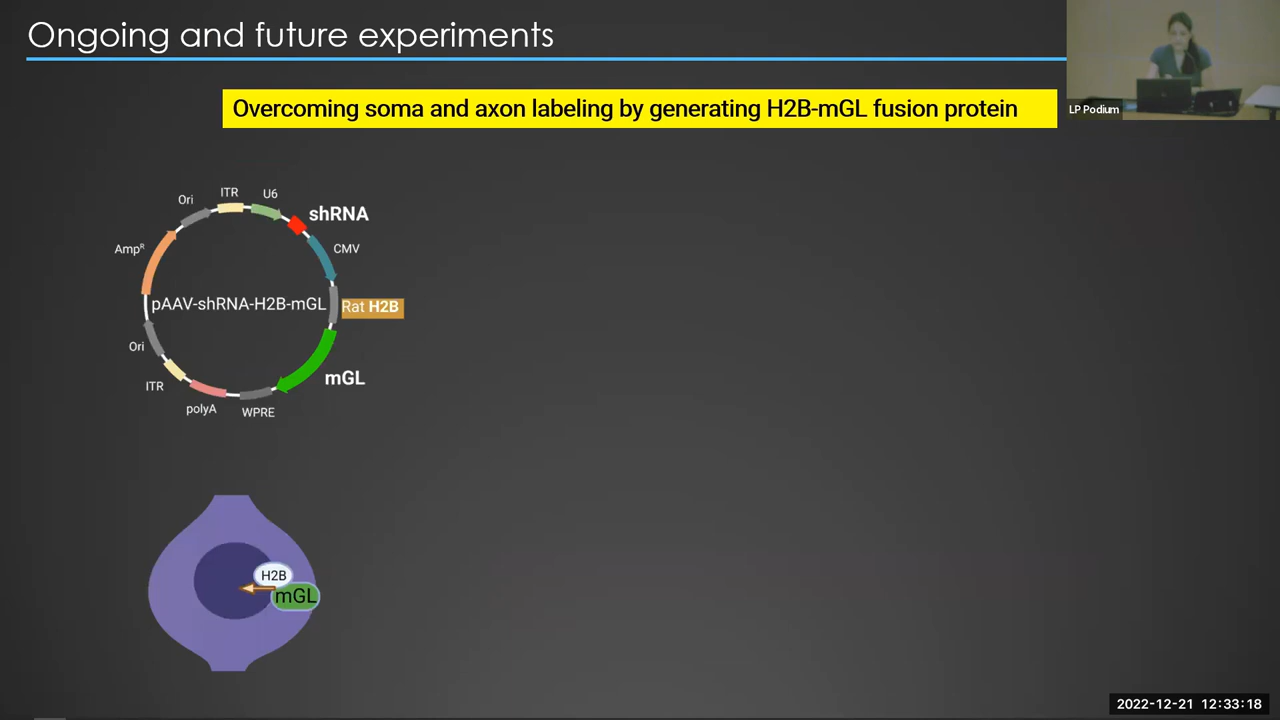 Ongoing and future experiments
LP Podium
Overcoming soma and axon labeling by generating H2B-mGL fusion protein
ITR
U6
Ori
shRNA
AmpR
CMV
pAAV-shRNA-H2B-mGL
Rat H2B
Ori
mGL
ITR
polyA
WPRE
H2B
mGL
2022-12-21 12:33:18